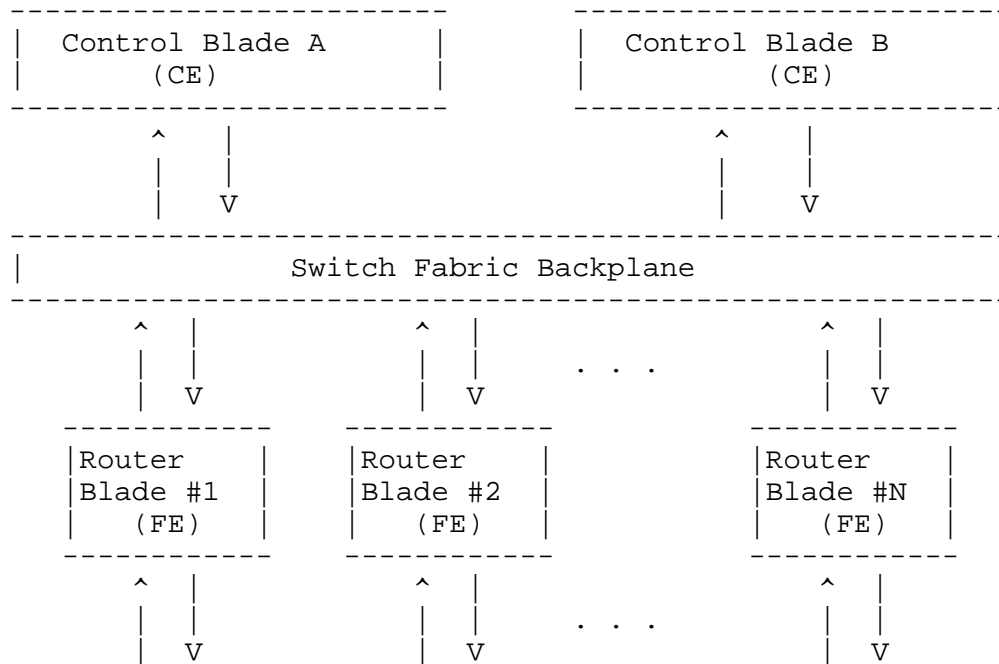 Control Blade A    Control Blade B
(CE)    (CE)
^ | ^ |
| | | |
| V | V
Switch Fabric Backplane
^ | ^ | ^ |
| | | | . . . | |
| V | V | V
Router    Router    Router
Blade #1    Blade #2    Blade #N
(FE)    (FE)    (FE)
^ | ^ | ^ |
| | | | . . . | |
| V | V | V